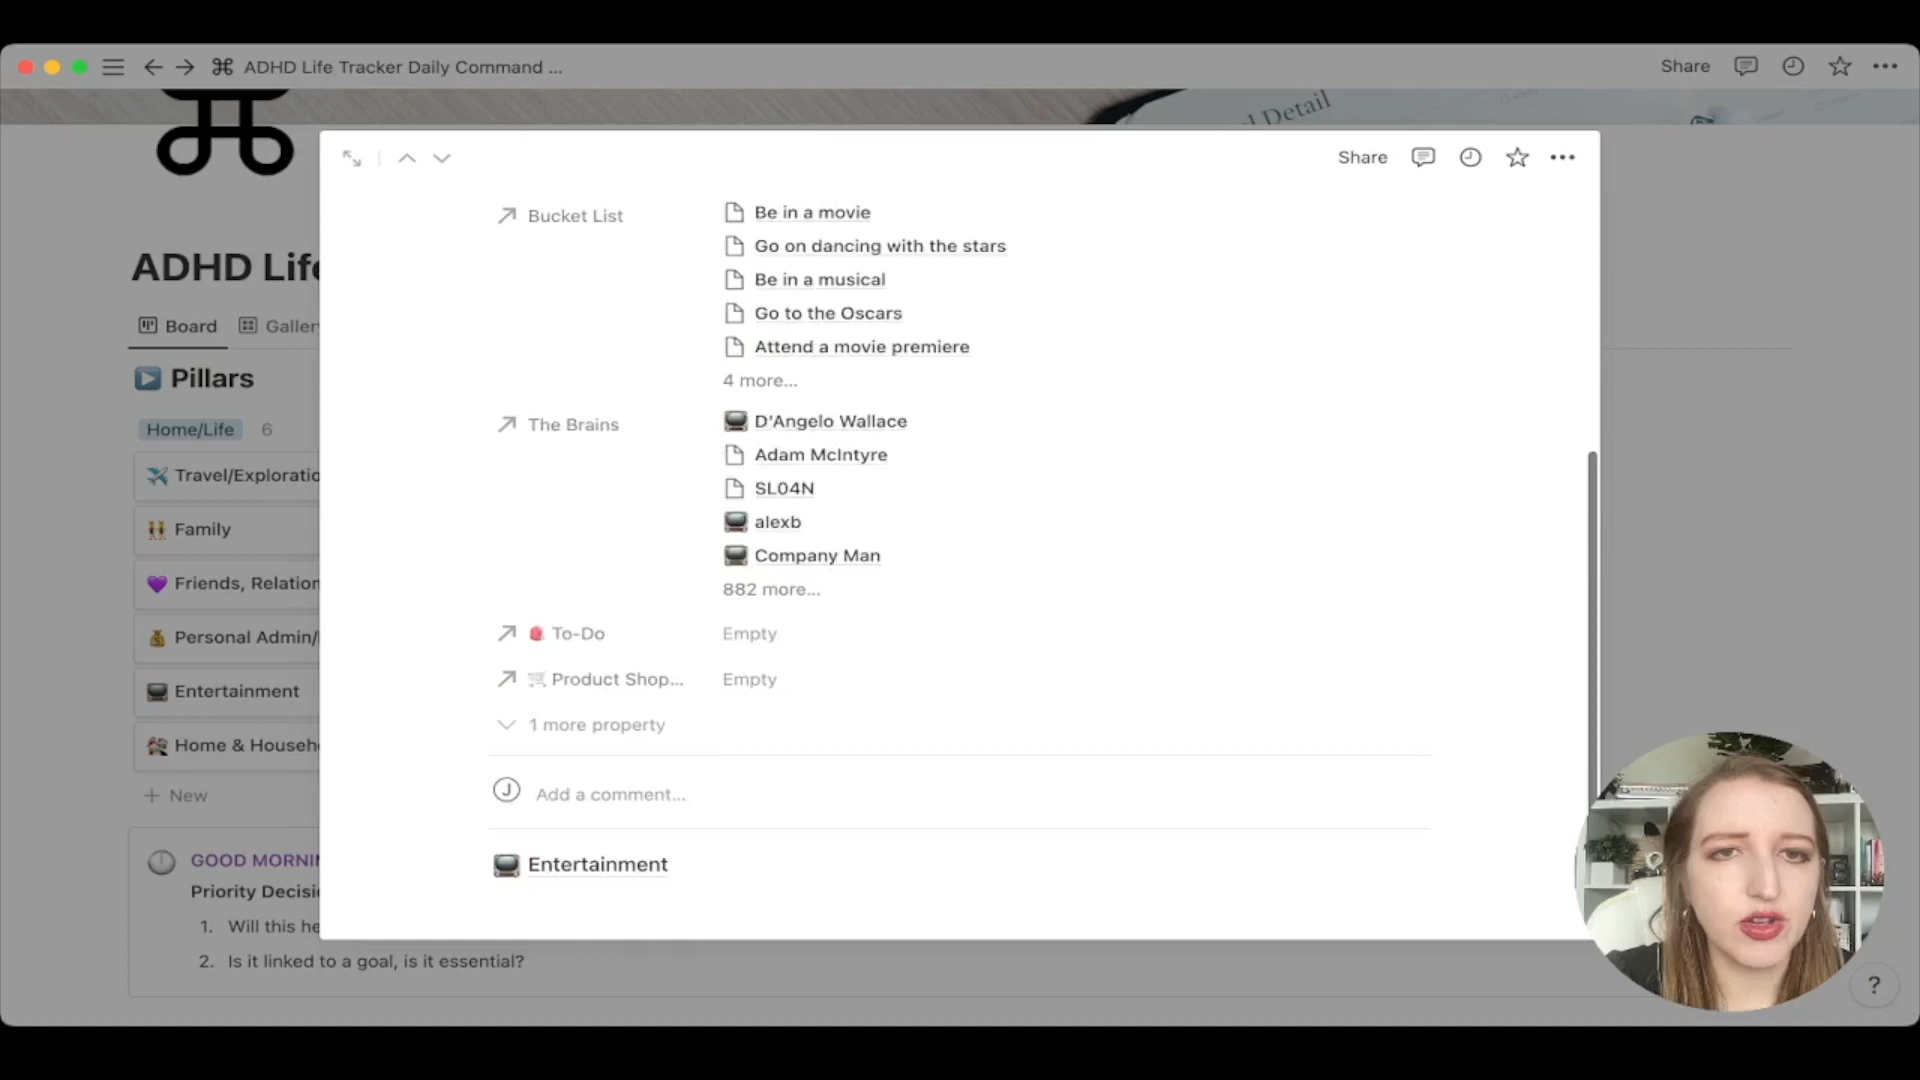 ADHD Life Tracker Daily Command ...
Share
l Detail
Share
Bucket List
Be in a movie
Go on dancing with the stars
Be in a musical
Go to the Oscars
Attend a movie premiere
4 more...
The Brains
D'Angelo Wallace
Adam McIntyre
SL04N
alexb
Company Man
882 more...
To-Do
Empty
Product Shop...
Empty
1 more property
J
Add a comment...
Entertainment
ADHD Life
Board
Gallery
Pillars
Home/Life 6
Travel/Exploratio
Family
Friends, Relation
Personal Admin/
Entertainment
Home & Househ
New
GOOD MORNIN
Priority Decisi
1. Will this he
2. Is it linked to a goal, is it essential?
?